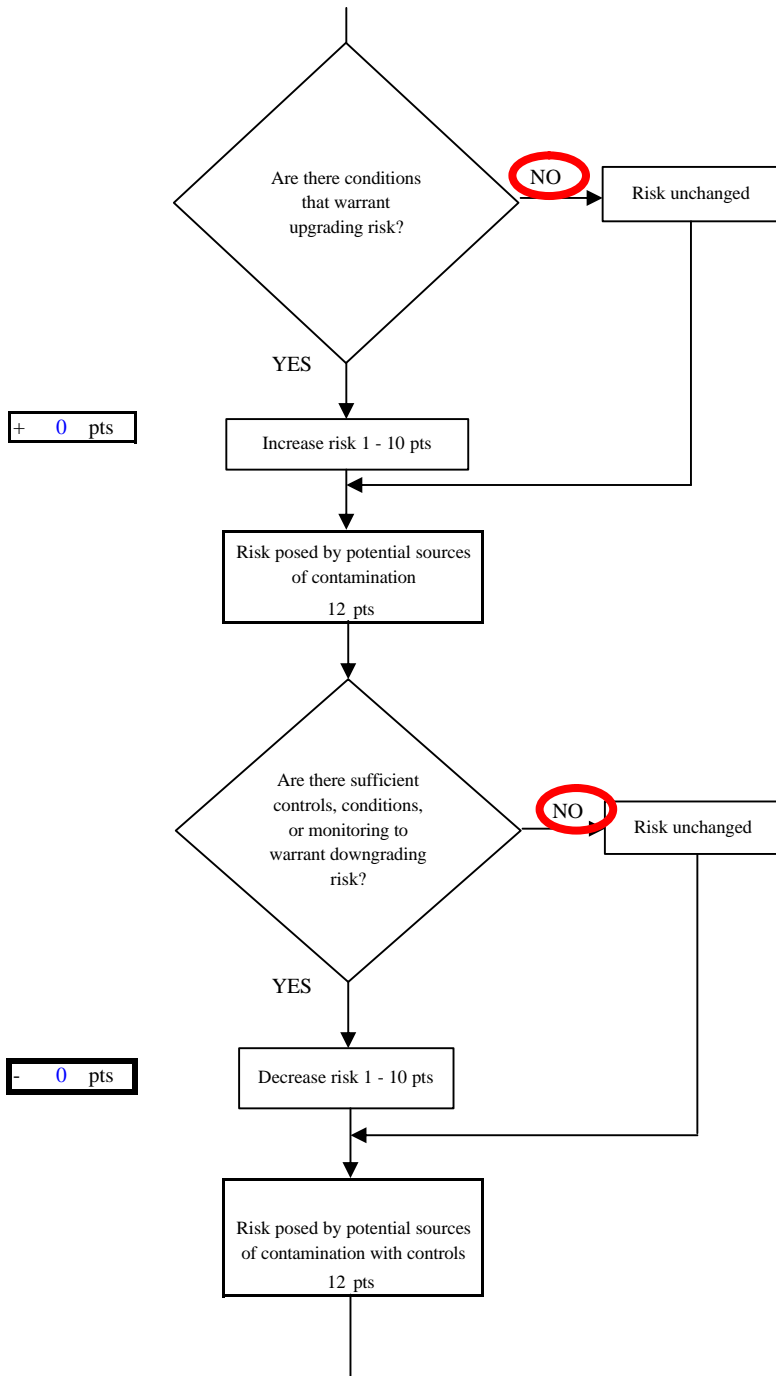 Are there conditions
that warrant
upgrading risk?
NO
Risk unchanged
YES
+ 0 pts
Increase risk 1 - 10 pts
Risk posed by potential sources
of contamination
12 pts
Are there sufficient
controls, conditions,
or monitoring to
warrant downgrading
risk?
NO
Risk unchanged
YES
- 0 pts
Decrease risk 1 - 10 pts
Risk posed by potential sources
of contamination with controls
12 pts